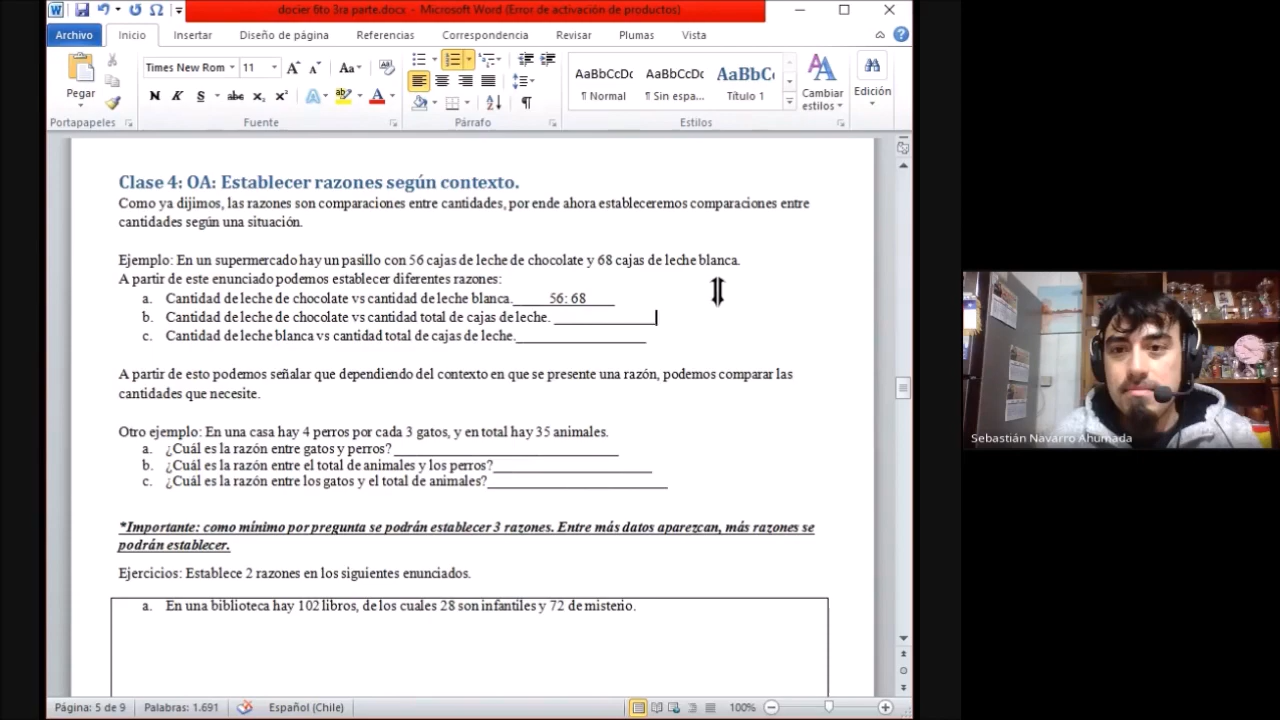 docier 6to 3ra parte.docx - Microsoft Word (Error de activación de productos)
Archivo Inicio Insertar Diseño de página Referencias Correspondencia Revisar Plumas Vista
Times New Rom 11
Pegar
N K S abc x₂ x² A aby A
AaBbCcDc AaBbCcDc AaBbC
¶ Normal ¶ Sin espa... Título 1
Cambiar estilos
Edición
Portapapeles Fuente Párrafo Estilos
Clase 4: OA: Establecer razones según contexto.
Como ya dijimos, las razones son comparaciones entre cantidades, por ende ahora estableceremos comparaciones entre
cantidades según una situación.
Ejemplo: En un supermercado hay un pasillo con 56 cajas de leche de chocolate y 68 cajas de leche blanca.
A partir de este enunciado podemos establecer diferentes razones:
a. Cantidad de leche de chocolate vs cantidad de leche blanca.______56: 68______
b. Cantidad de leche de chocolate vs cantidad total de cajas de leche. ________________
c. Cantidad de leche blanca vs cantidad total de cajas de leche.____________________
A partir de esto podemos señalar que dependiendo del contexto en que se presente una razón, podemos comparar las
cantidades que necesite.
Otro ejemplo: En una casa hay 4 perros por cada 3 gatos, y en total hay 35 animales.
a. ¿Cuál es la razón entre gatos y perros? __________________________________
b. ¿Cuál es la razón entre el total de animales y los perros?________________________
c. ¿Cuál es la razón entre los gatos y el total de animales?___________________________
*Importante: como mínimo por pregunta se podrán establecer 3 razones. Entre más datos aparezcan, más razones se
podrán establecer.
Ejercicios: Establece 2 razones en los siguientes enunciados.
a. En una biblioteca hay 102 libros, de los cuales 28 son infantiles y 72 de misterio.
Página: 5 de 9 Palabras: 1.691 Español (Chile) 100%
Sebastián Navarro Ahumada